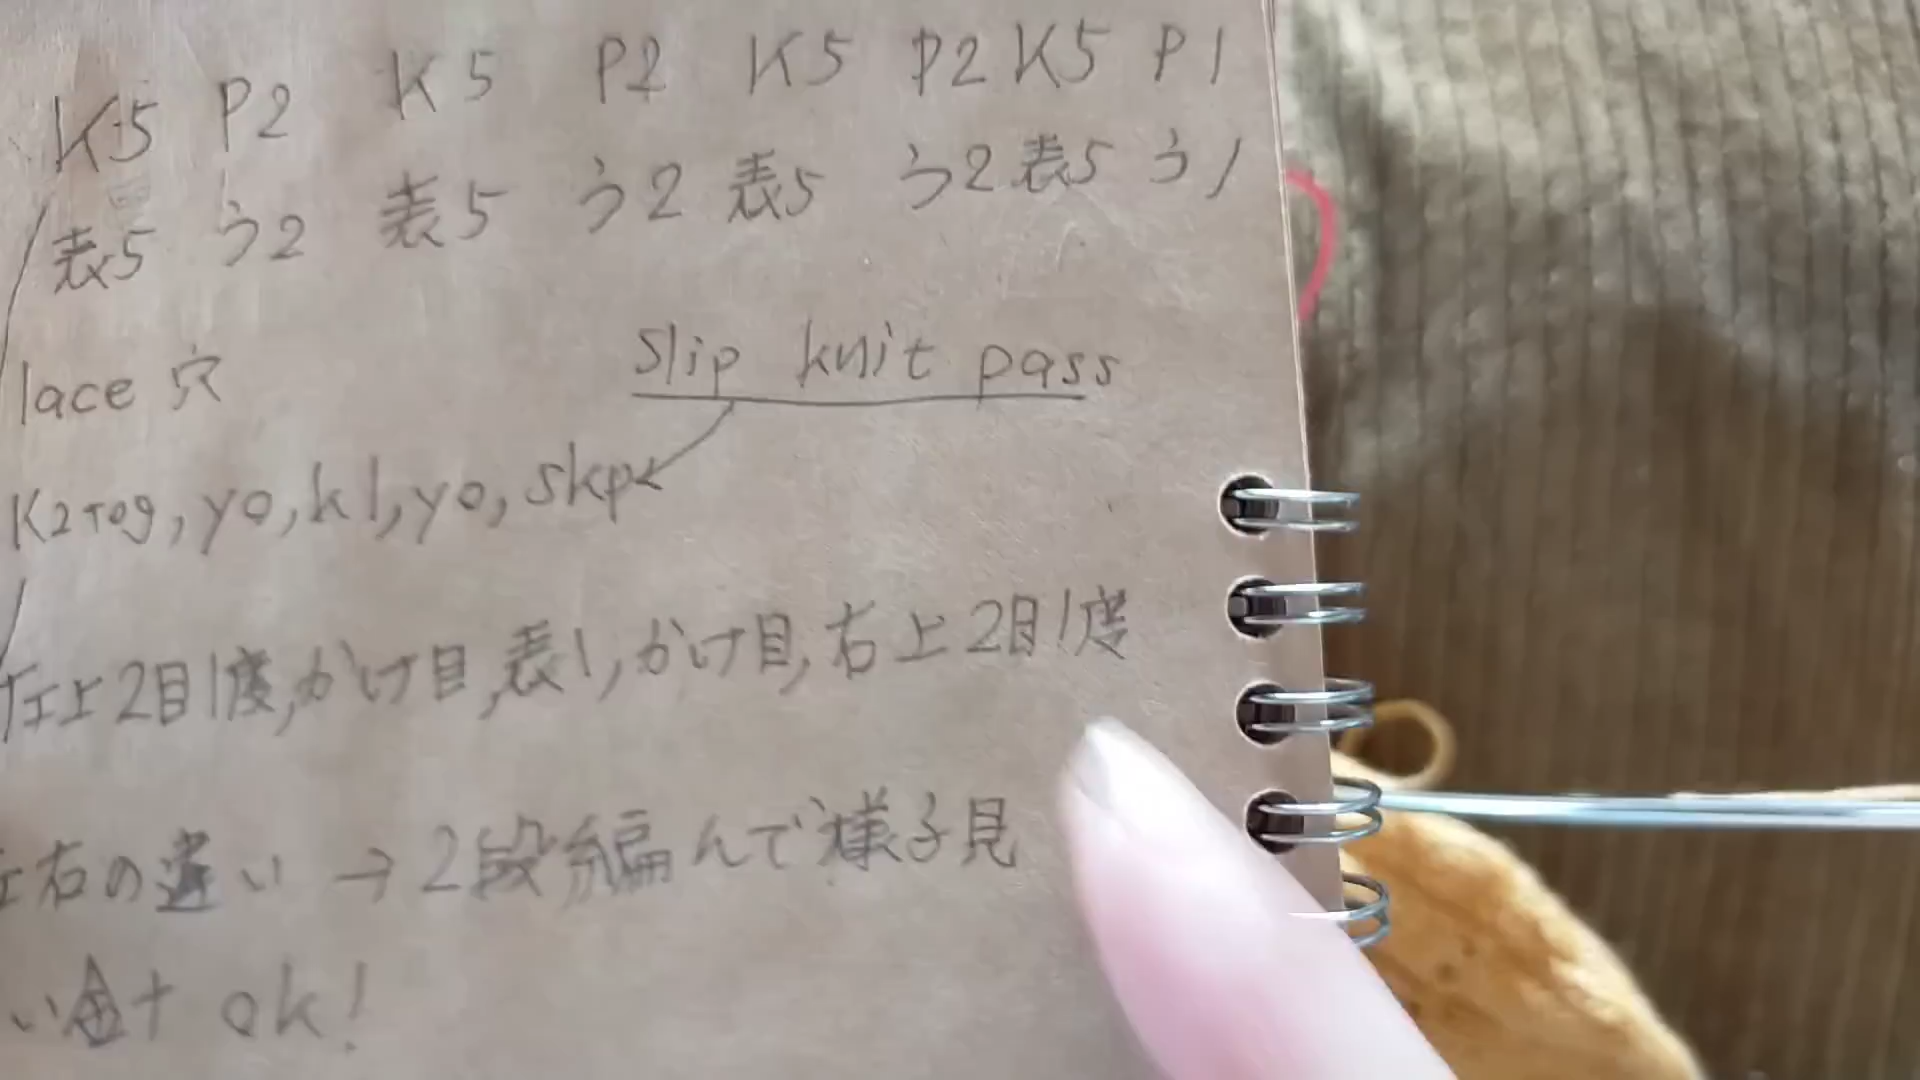 K5 P2 K5 P2 K5 P2 K5 P1
表5 う2 表5 う2 表5 う2 表5 う1
slip knit pass
lace 穴
K2tog, yo, k1, yo, skp
左上2目1度, かけ目, 表1, かけ目, 右上2目1度
左右の違い → 2段編んで様子見
い針 ok!